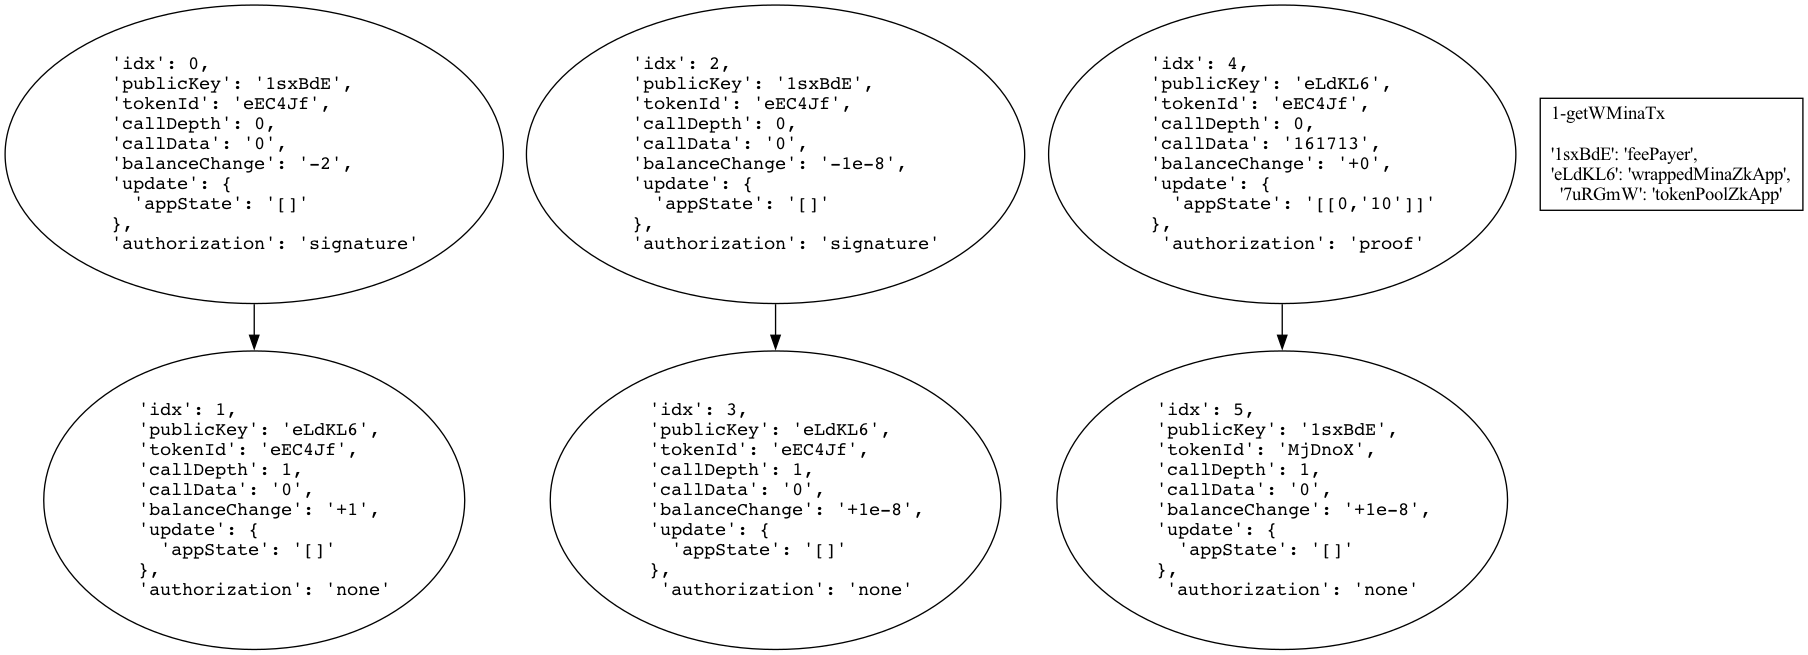 'idx': 0,
'publicKey': '1sxBdE',
'tokenId': 'eEC4Jf',
'callDepth': 0,
'callData': '0',
'balanceChange': '-2',
'update': {
'appState': '[]'
},
'authorization': 'signature'
'idx': 2,
'publicKey': '1sxBdE',
'tokenId': 'eEC4Jf',
'callDepth': 0,
'callData': '0',
'balanceChange': '-1e-8',
'update': {
'appState': '[]'
},
'authorization': 'signature'
'idx': 4,
'publicKey': 'eLdKL6',
'tokenId': 'eEC4Jf',
'callDepth': 0,
'callData': '161713',
'balanceChange': '+0',
'update': {
'appState': '[[0,'10']]'
},
'authorization': 'proof'
1-getWMinaTx
'1sxBdE': 'feePayer',
'eLdKL6': 'wrappedMinaZkApp',
'7uRGmW': 'tokenPoolZkApp'
'idx': 1,
'publicKey': 'eLdKL6',
'tokenId': 'eEC4Jf',
'callDepth': 1,
'callData': '0',
'balanceChange': '+1',
'update': {
'appState': '[]'
},
'authorization': 'none'
'idx': 3,
'publicKey': 'eLdKL6',
'tokenId': 'eEC4Jf',
'callDepth': 1,
'callData': '0',
'balanceChange': '+1e-8',
'update': {
'appState': '[]'
},
'authorization': 'none'
'idx': 5,
'publicKey': '1sxBdE',
'tokenId': 'MjDnoX',
'callDepth': 1,
'callData': '0',
'balanceChange': '+1e-8',
'update': {
'appState': '[]'
},
'authorization': 'none'